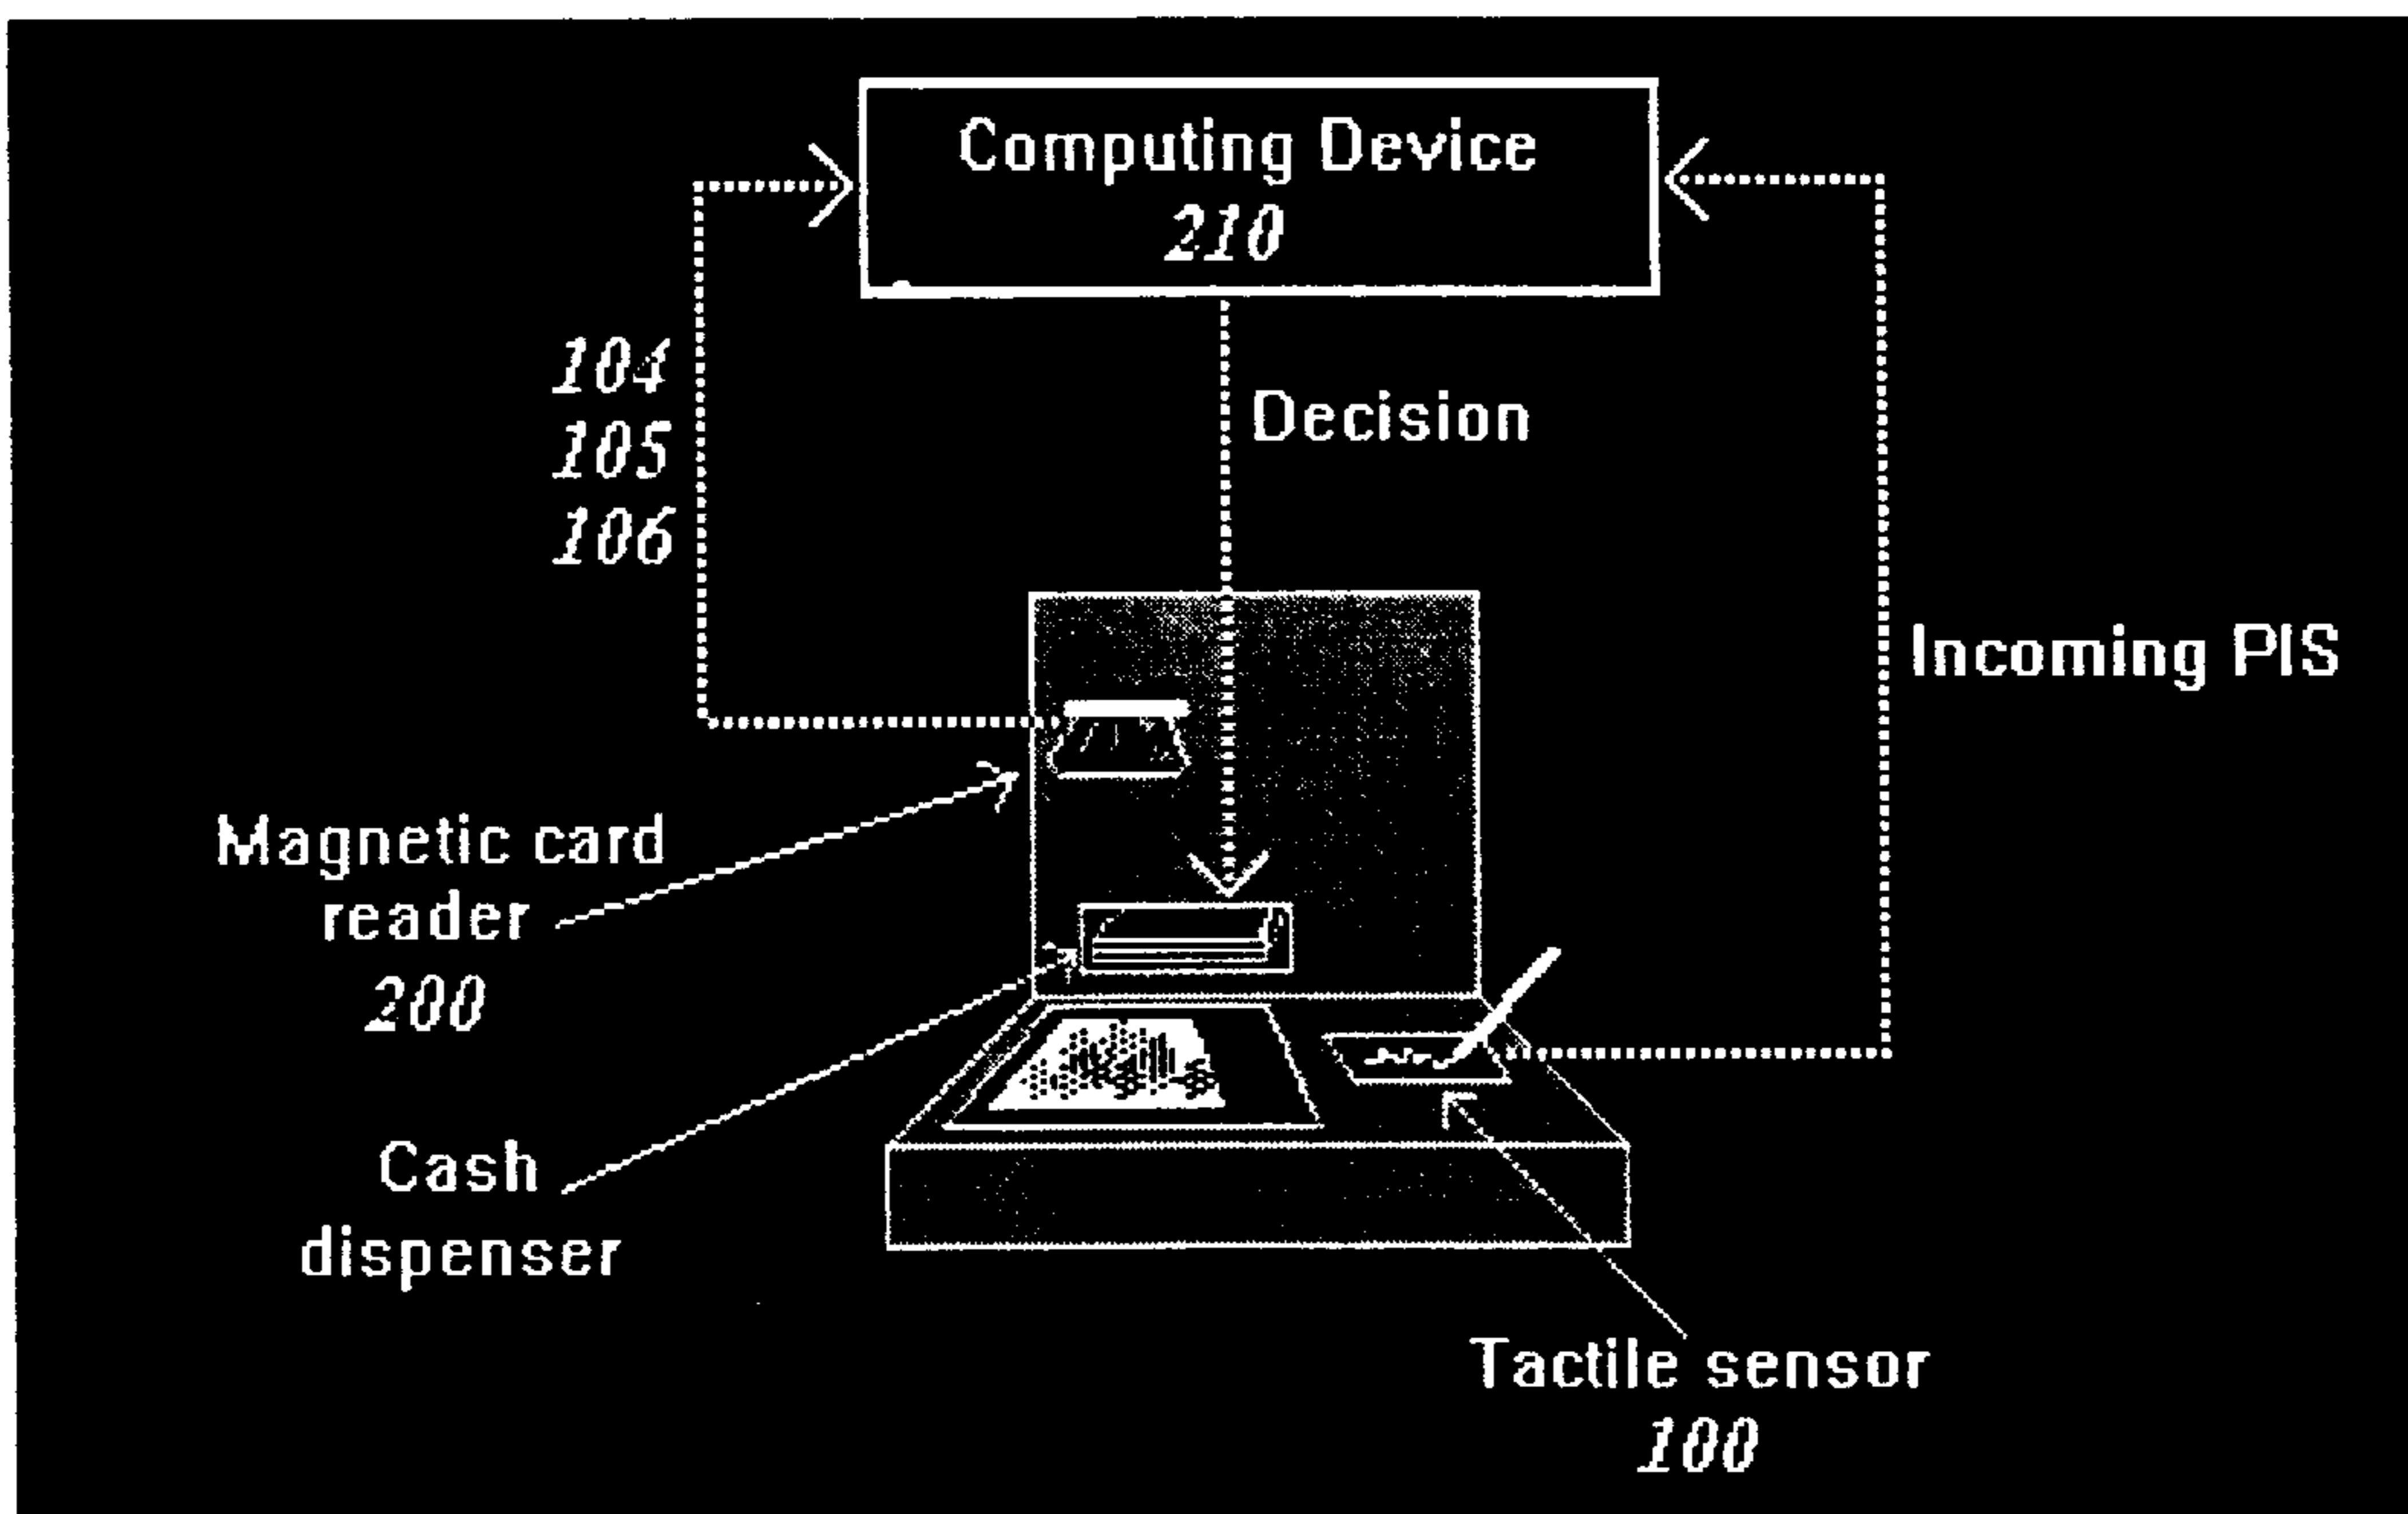 Computing Device
210
104
105
106
Decision
Incoming PIS
Magnetic card
reader
200
Cash
dispenser
Tactile sensor
100